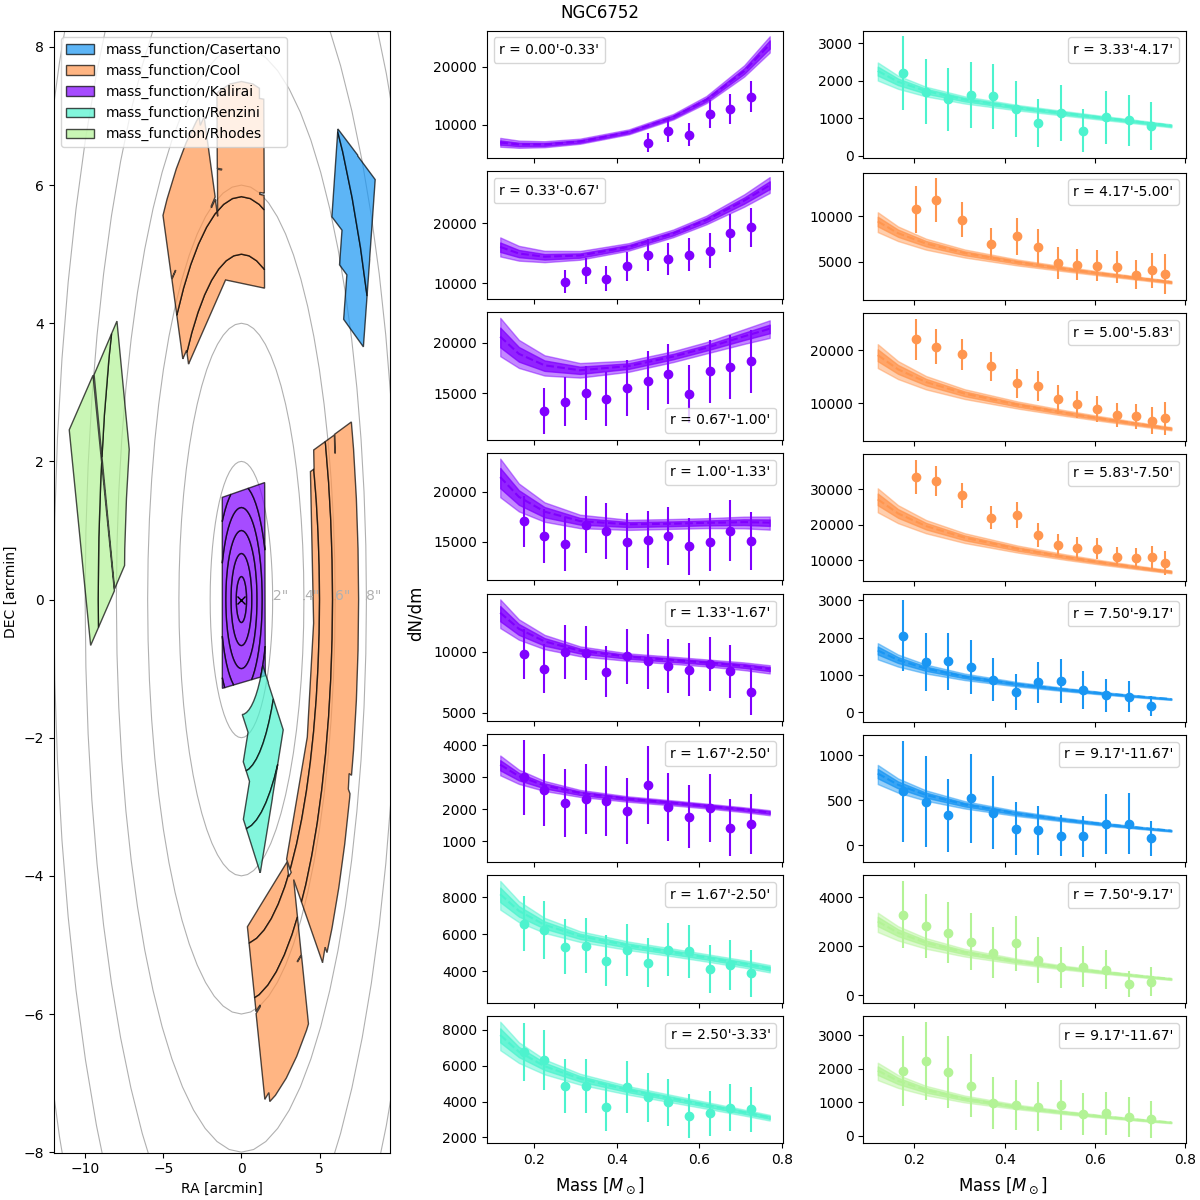 NGC6752
mass_function/Casertano
mass_function/Cool
mass_function/Kalirai
mass_function/Renzini
mass_function/Rhodes
8
6
4
2
0
−2
−4
−6
−8
DEC [arcmin]
2"
4"
6"
8"
−10
−5
0
5
RA [arcmin]
dN/dm
r = 0.00'-0.33'
20000
10000
r = 0.33'-0.67'
20000
10000
20000
15000
r = 0.67'-1.00'
r = 1.00'-1.33'
20000
15000
r = 1.33'-1.67'
10000
5000
r = 1.67'-2.50'
4000
3000
2000
1000
r = 1.67'-2.50'
8000
6000
4000
r = 2.50'-3.33'
8000
6000
4000
2000
0.2
0.4
0.6
0.8
Mass [M⊙]
r = 3.33'-4.17'
3000
2000
1000
0
r = 4.17'-5.00'
10000
5000
r = 5.00'-5.83'
20000
10000
r = 5.83'-7.50'
30000
20000
10000
r = 7.50'-9.17'
3000
2000
1000
0
r = 9.17'-11.67'
1000
500
0
r = 7.50'-9.17'
4000
2000
0
r = 9.17'-11.67'
3000
2000
1000
0
0.2
0.4
0.6
0.8
Mass [M⊙]